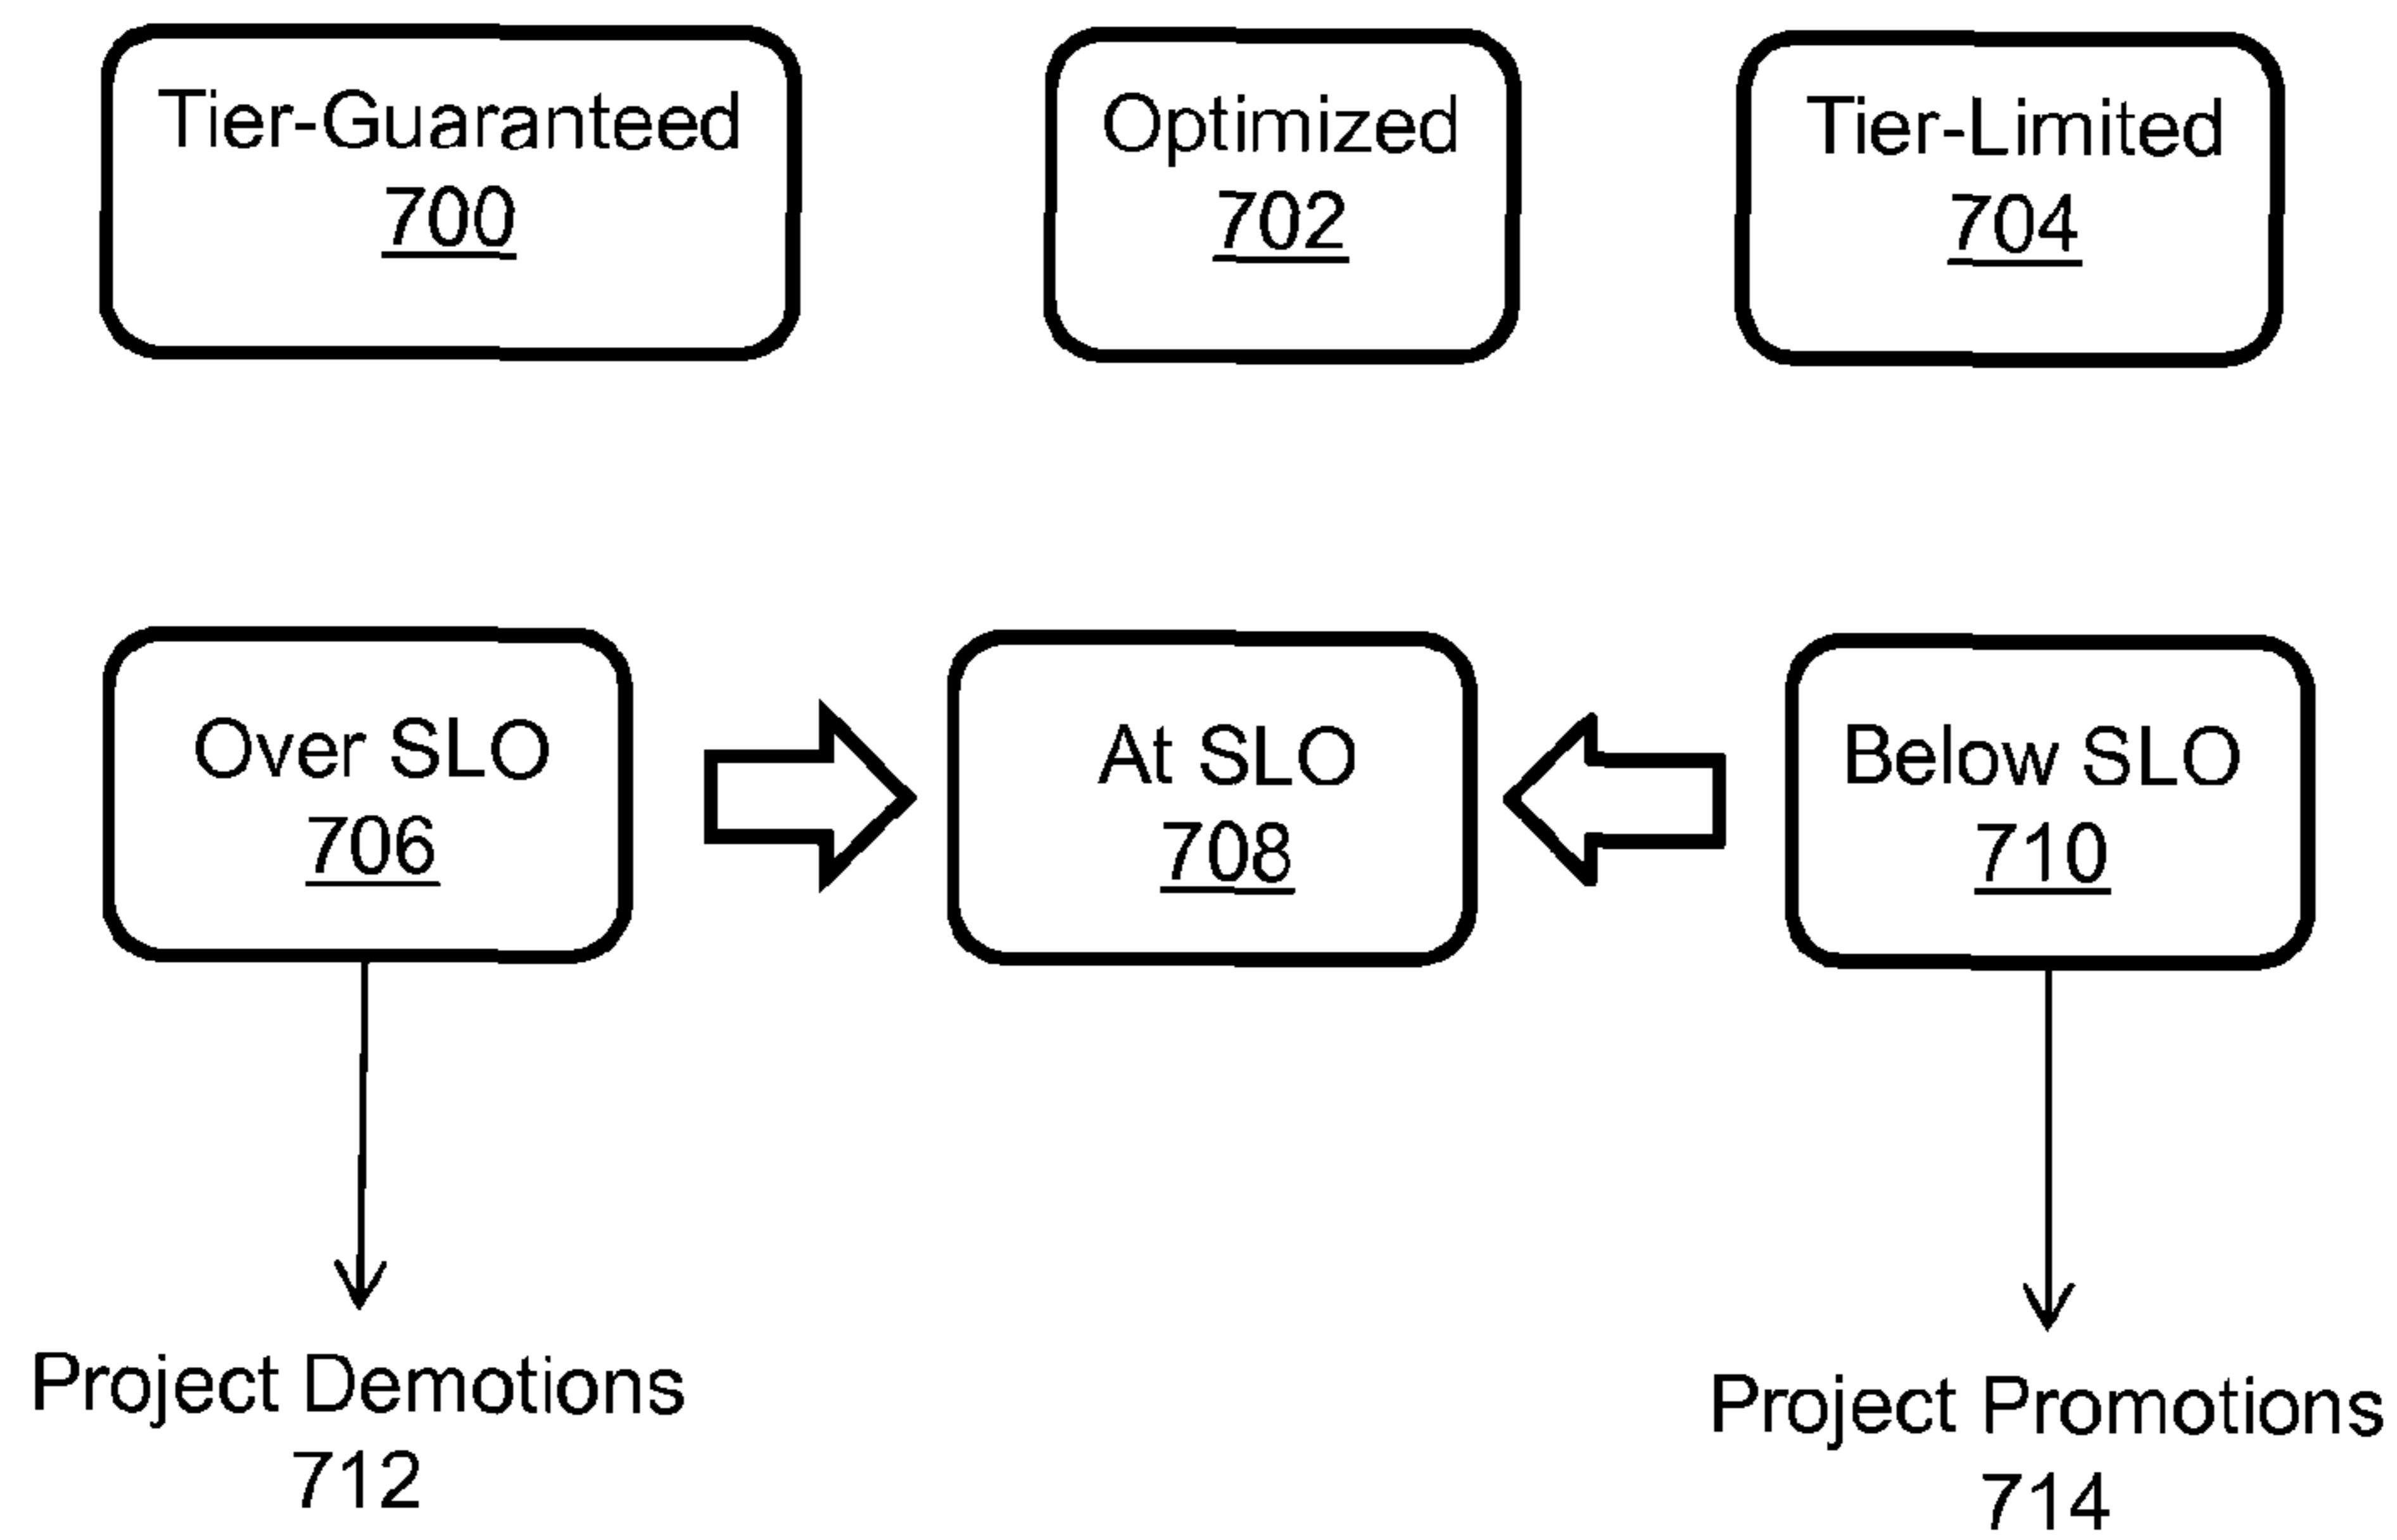 Tier-Guaranteed
700
Optimized
702
Tier-Limited
704
Over SLO
706
At SLO
708
Below SLO
710
Project Demotions
712
Project Promotions
714